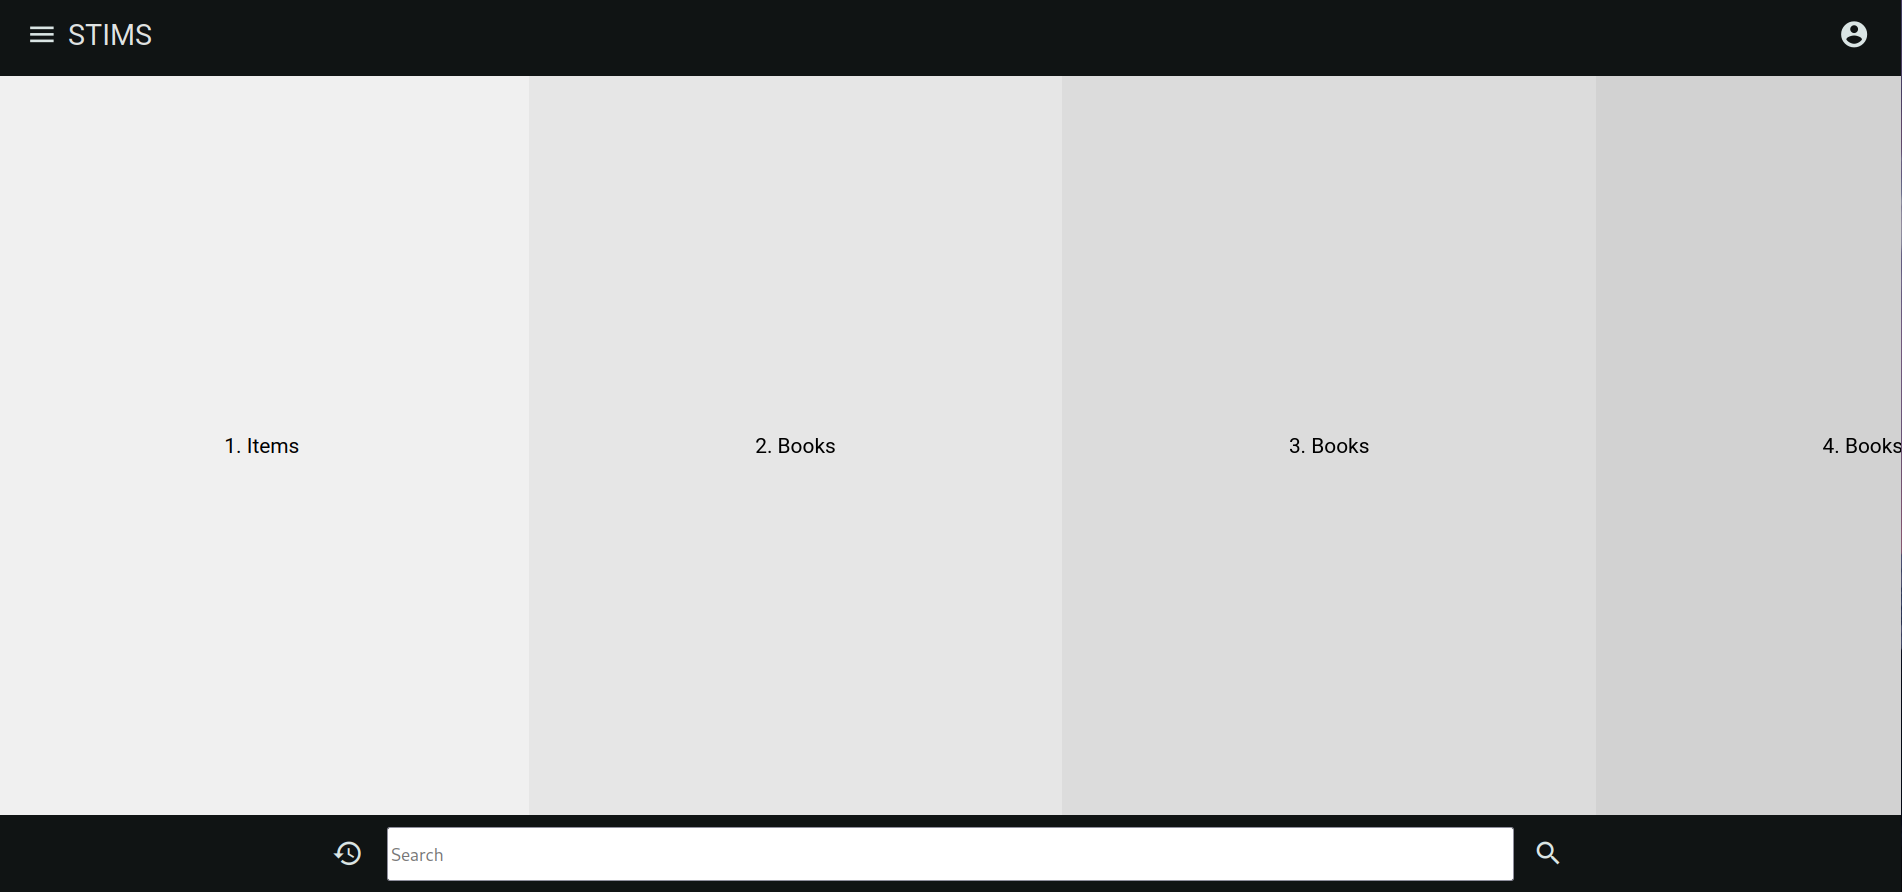 STIMS
1. Items
2. Books
3. Books
4. Books
Search